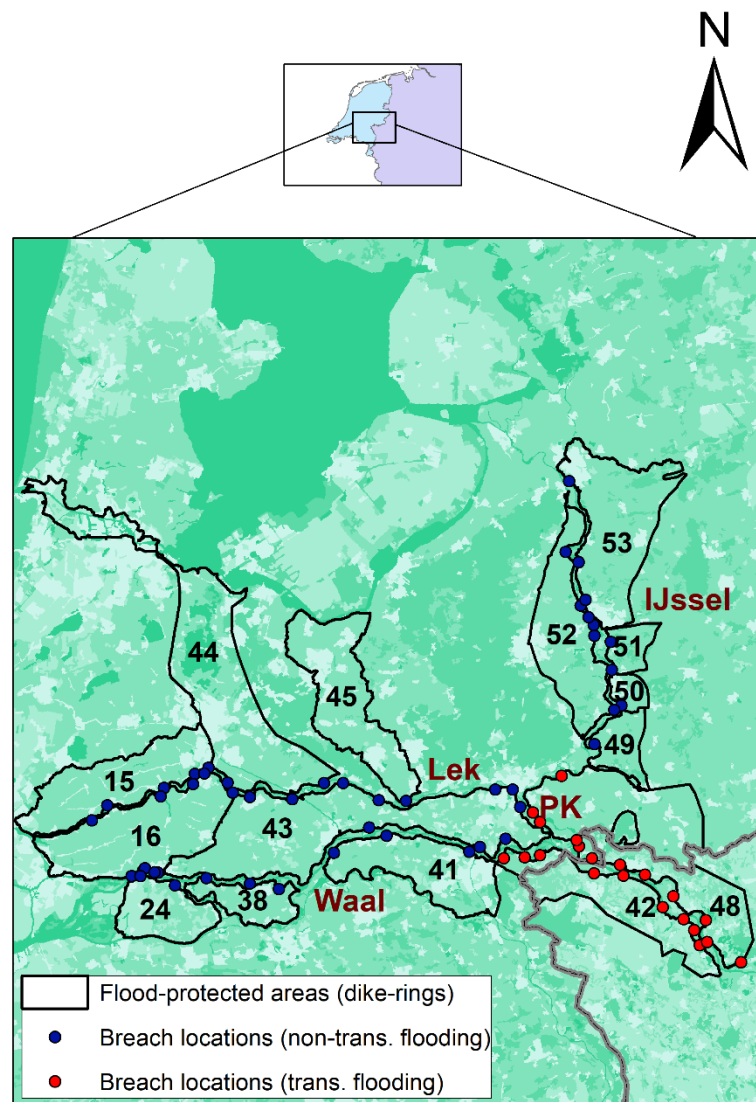 N
53
IJssel
52
51
44
50
45
49
15
Lek
PK
16
43
41
24
38
Waal
42
48
Flood-protected areas (dike-rings)
Breach locations (non-trans. flooding)
Breach locations (trans. flooding)